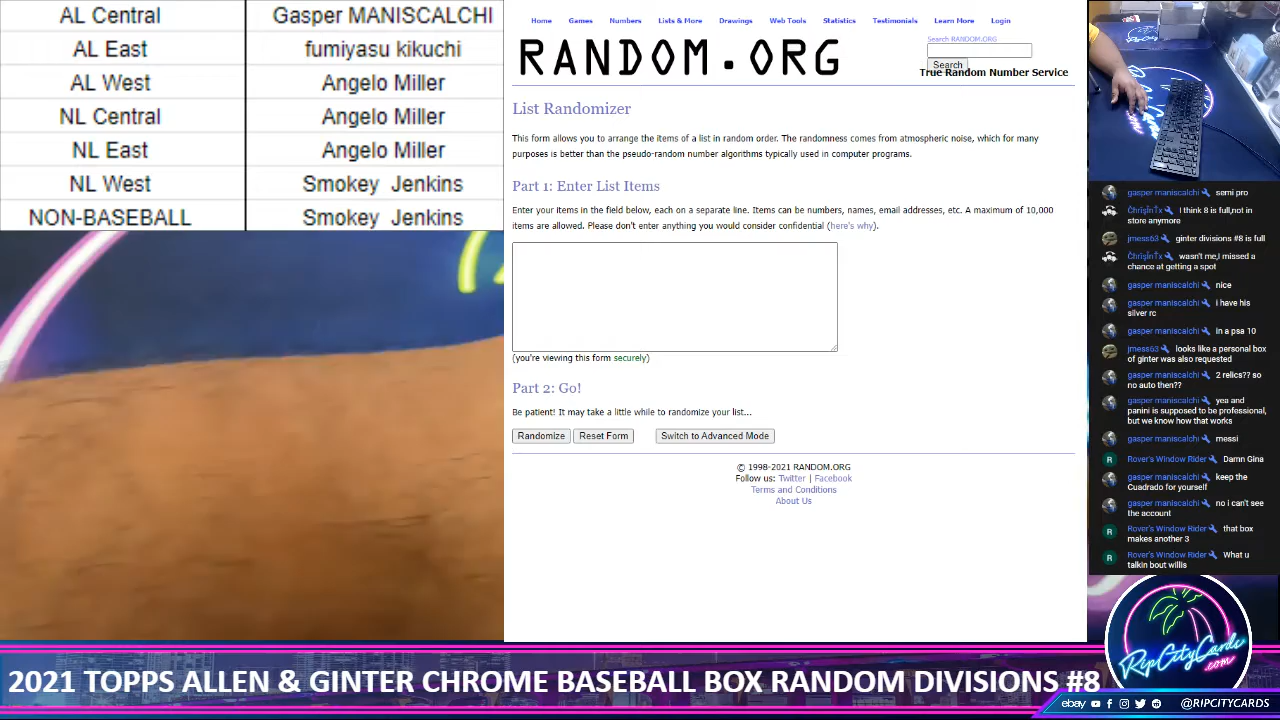 AL Central Gasper MANISCALCHI
AL East fumiyasu kikuchi
AL West Angelo Miller
NL Central Angelo Miller
NL East Angelo Miller
NL West Smokey Jenkins
NON-BASEBALL Smokey Jenkins
Home Games Numbers Lists & More Drawings Web Tools Statistics Testimonials Learn More Login
RANDOM.ORG
Search RANDOM.ORG
Search
True Random Number Service
List Randomizer
This form allows you to arrange the items of a list in random order. The randomness comes from atmospheric noise, which for many
purposes is better than the pseudo-random number algorithms typically used in computer programs.
Part 1: Enter List Items
Enter your items in the field below, each on a separate line. Items can be numbers, names, email addresses, etc. A maximum of 10,000
items are allowed. Please don't enter anything you would consider confidential (here's why).
(you're viewing this form securely)
Part 2: Go!
Be patient! It may take a little while to randomize your list...
Randomize Reset Form Switch to Advanced Mode
© 1998-2021 RANDOM.ORG
Follow us: Twitter | Facebook
Terms and Conditions
About Us
gasper maniscalchi semi pro
I think 8 is full,not in
store anymore
jmess63 ginter divisions #8 is full
wasn't me,I missed a
chance at getting a spot
gasper maniscalchi nice
gasper maniscalchi i have his
silver rc
gasper maniscalchi in a psa 10
jmess63 looks like a personal box
of ginter was also requested
gasper maniscalchi 2 relics?? so
no auto then??
gasper maniscalchi yea and
panini is supposed to be professional,
but we know how that works
gasper maniscalchi messi
R Rover's Window Rider Damn Gina
gasper maniscalchi keep the
Cuadrado for yourself
gasper maniscalchi no i can't see
the account
R Rover's Window Rider that box
makes another 3
R Rover's Window Rider What u
talkin bout willis
RipCityCards
.com
2021 TOPPS ALLEN & GINTER CHROME BASEBALL BOX RANDOM DIVISIONS #8
ebay @RIPCITYCARDS